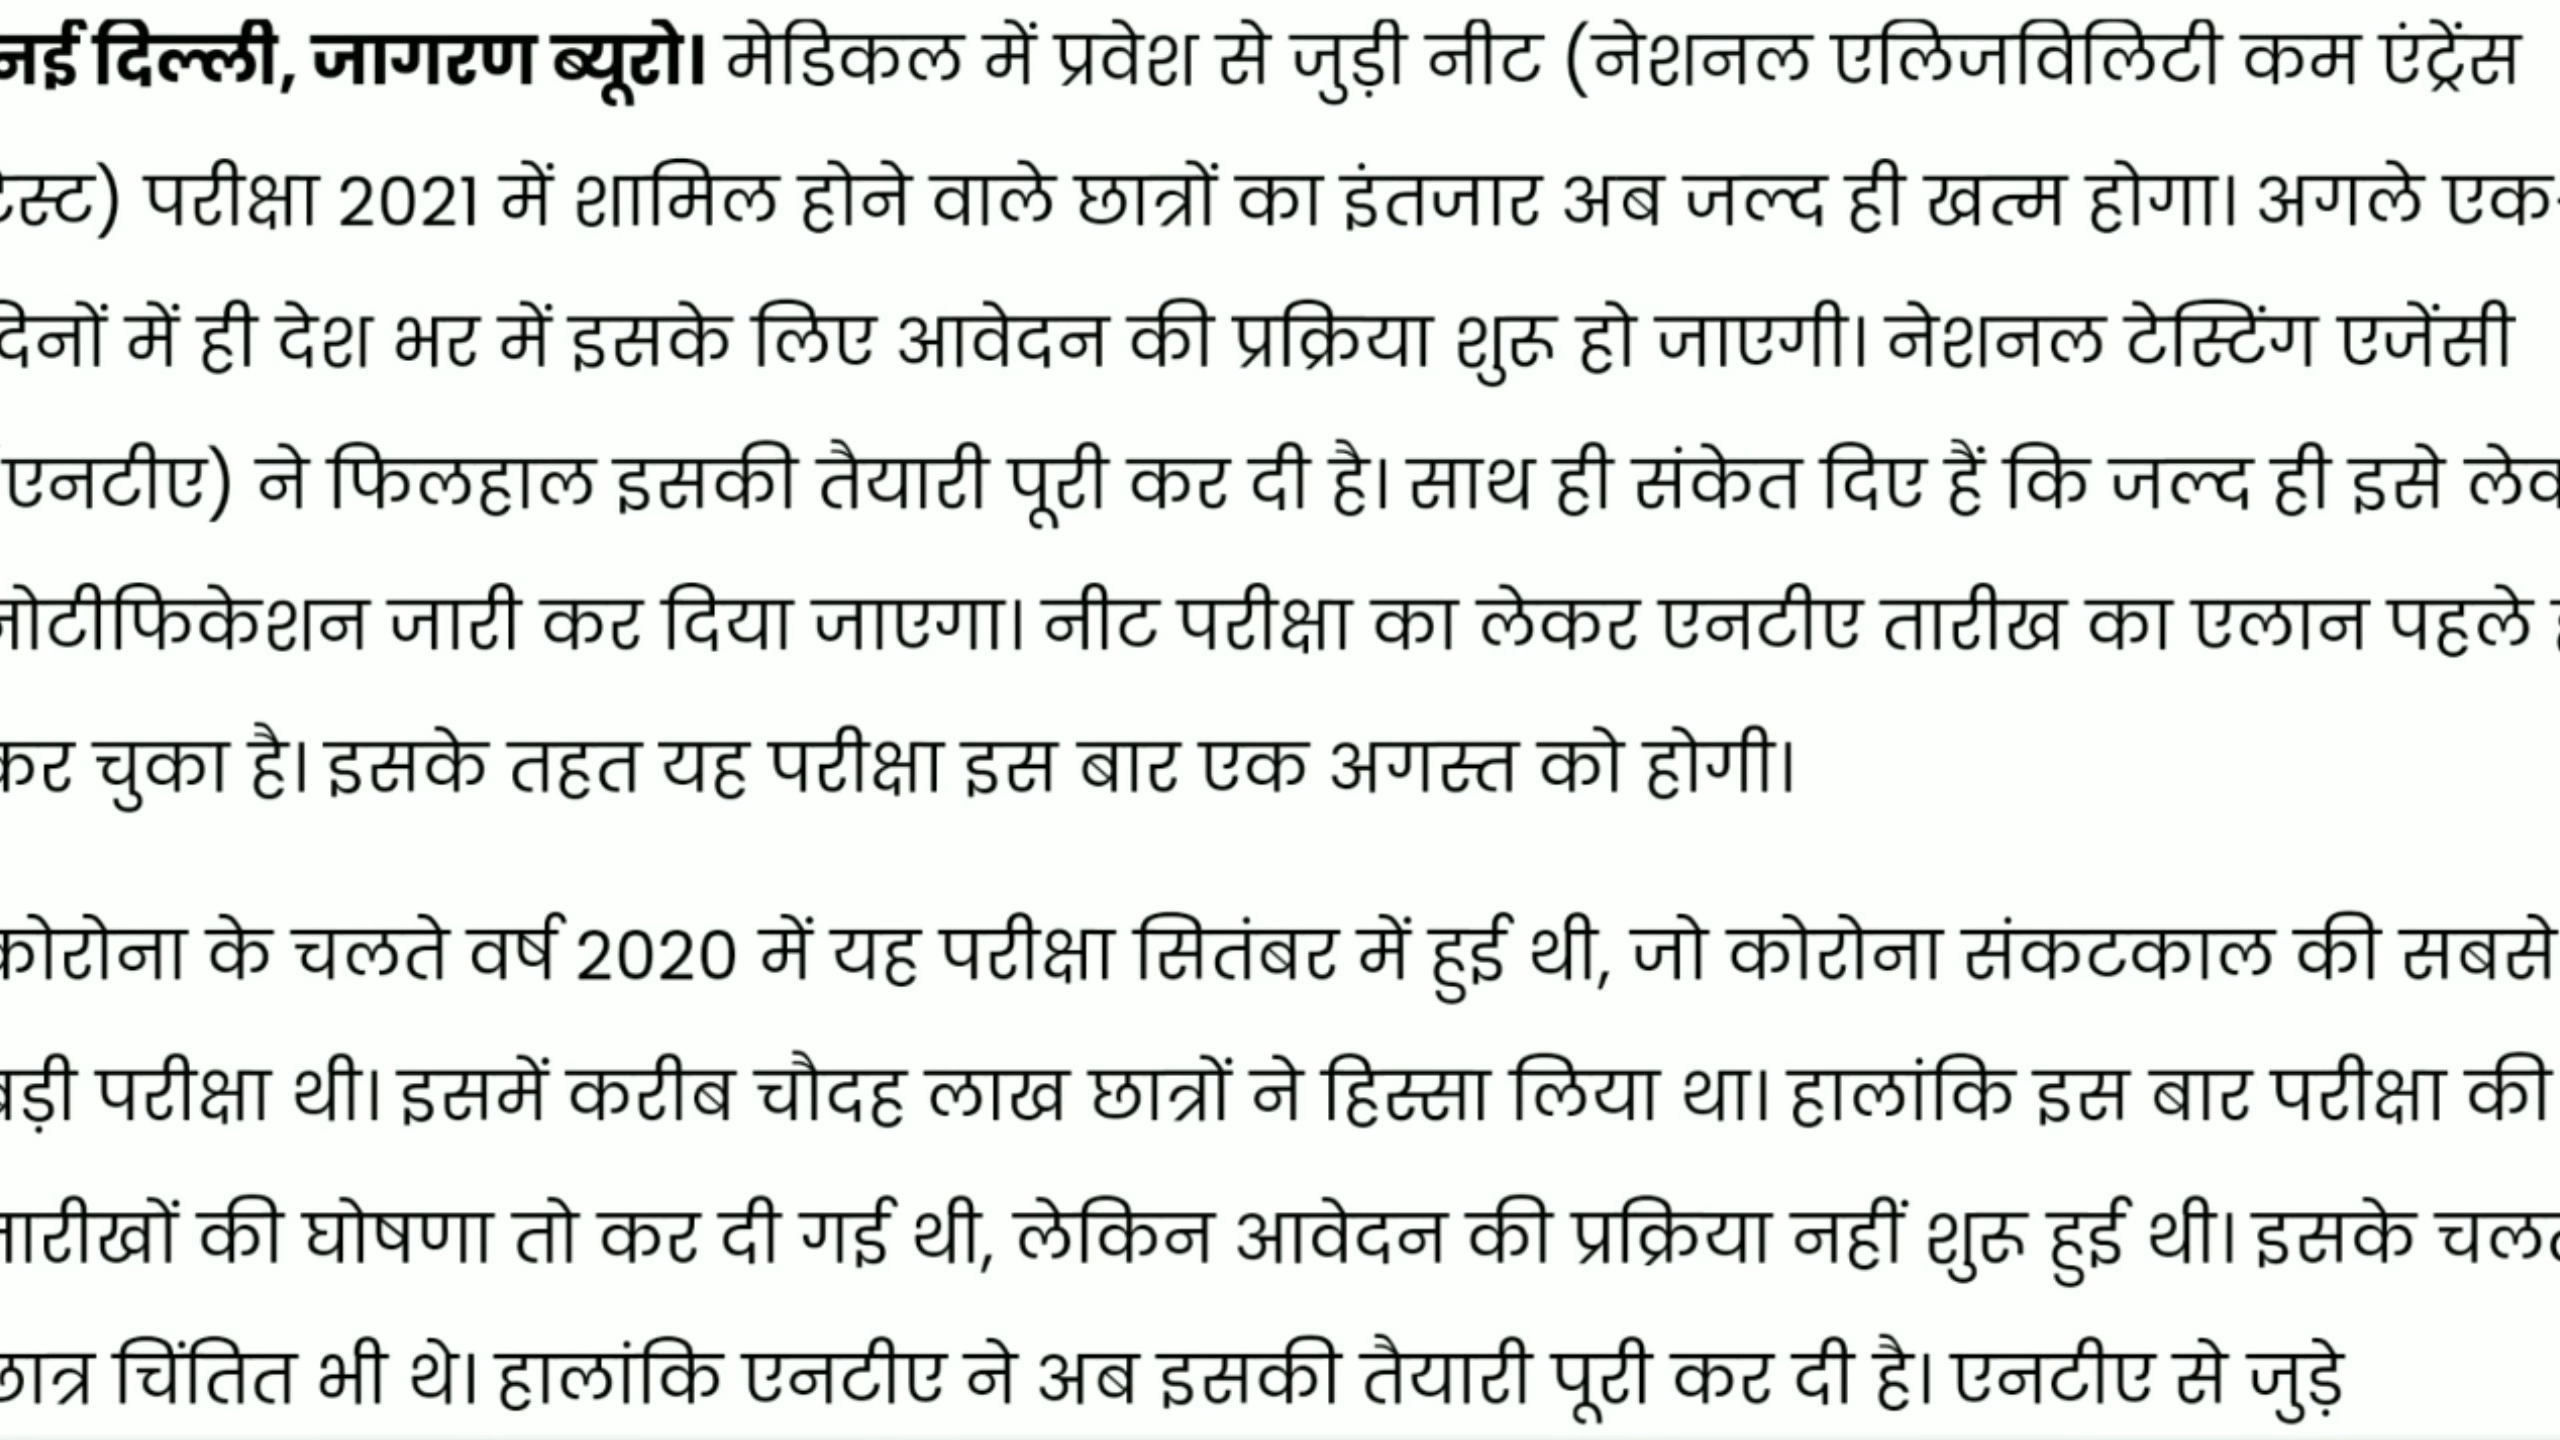 नई दिल्ली, जागरण ब्यूरो। मेडिकल में प्रवेश से जुड़ी नीट (नेशनल एलिजविलिटी कम एंट्रेंस
टेस्ट) परीक्षा 2021 में शामिल होने वाले छात्रों का इंतजार अब जल्द ही खत्म होगा। अगले एक-
दिनों में ही देश भर में इसके लिए आवेदन की प्रक्रिया शुरू हो जाएगी। नेशनल टेस्टिंग एजेंसी
(एनटीए) ने फिलहाल इसकी तैयारी पूरी कर दी है। साथ ही संकेत दिए हैं कि जल्द ही इसे
नोटीफिकेशन जारी कर दिया जाएगा। नीट परीक्षा का लेकर एनटीए तारीख का एलान पहले
कर चुका है। इसके तहत यह परीक्षा इस बार एक अगस्त को होगी।
कोरोना के चलते वर्ष 2020 में यह परीक्षा सितंबर में हुई थी, जो कोरोना संकटकाल की सबसे
बड़ी परीक्षा थी। इसमें करीब चौदह लाख छात्रों ने हिस्सा लिया था। हालांकि इस बार परीक्षा की
तारीखों की घोषणा तो कर दी गई थी, लेकिन आवेदन की प्रक्रिया नहीं शुरू हुई थी। इसके
छात्र चिंतित भी थे। हालांकि एनटीए ने अब इसकी तैयारी पूरी कर दी है। एनटीए से जुड़े